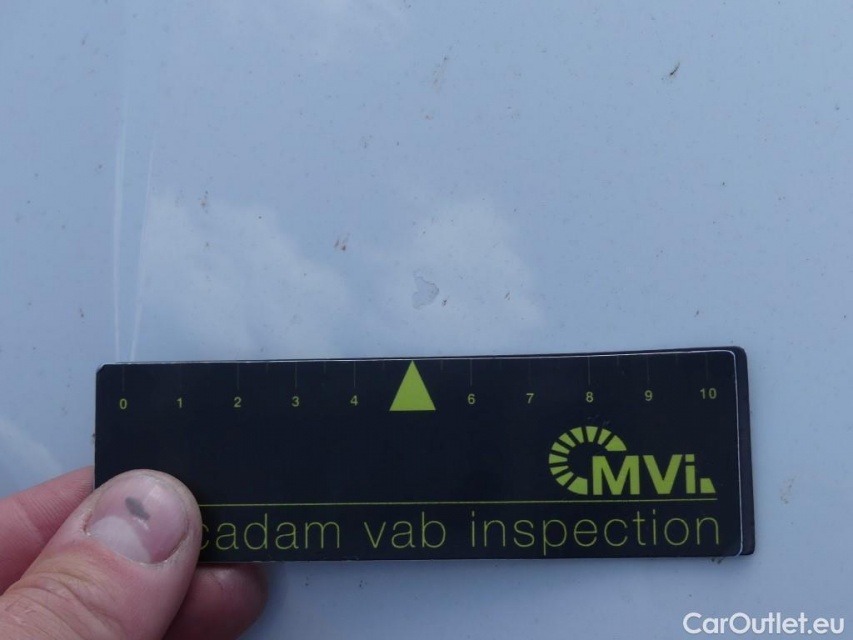 0 1 2 3 4 6 7 8 9 10
MVi
cadam vab inspection
CarOutlet.eu